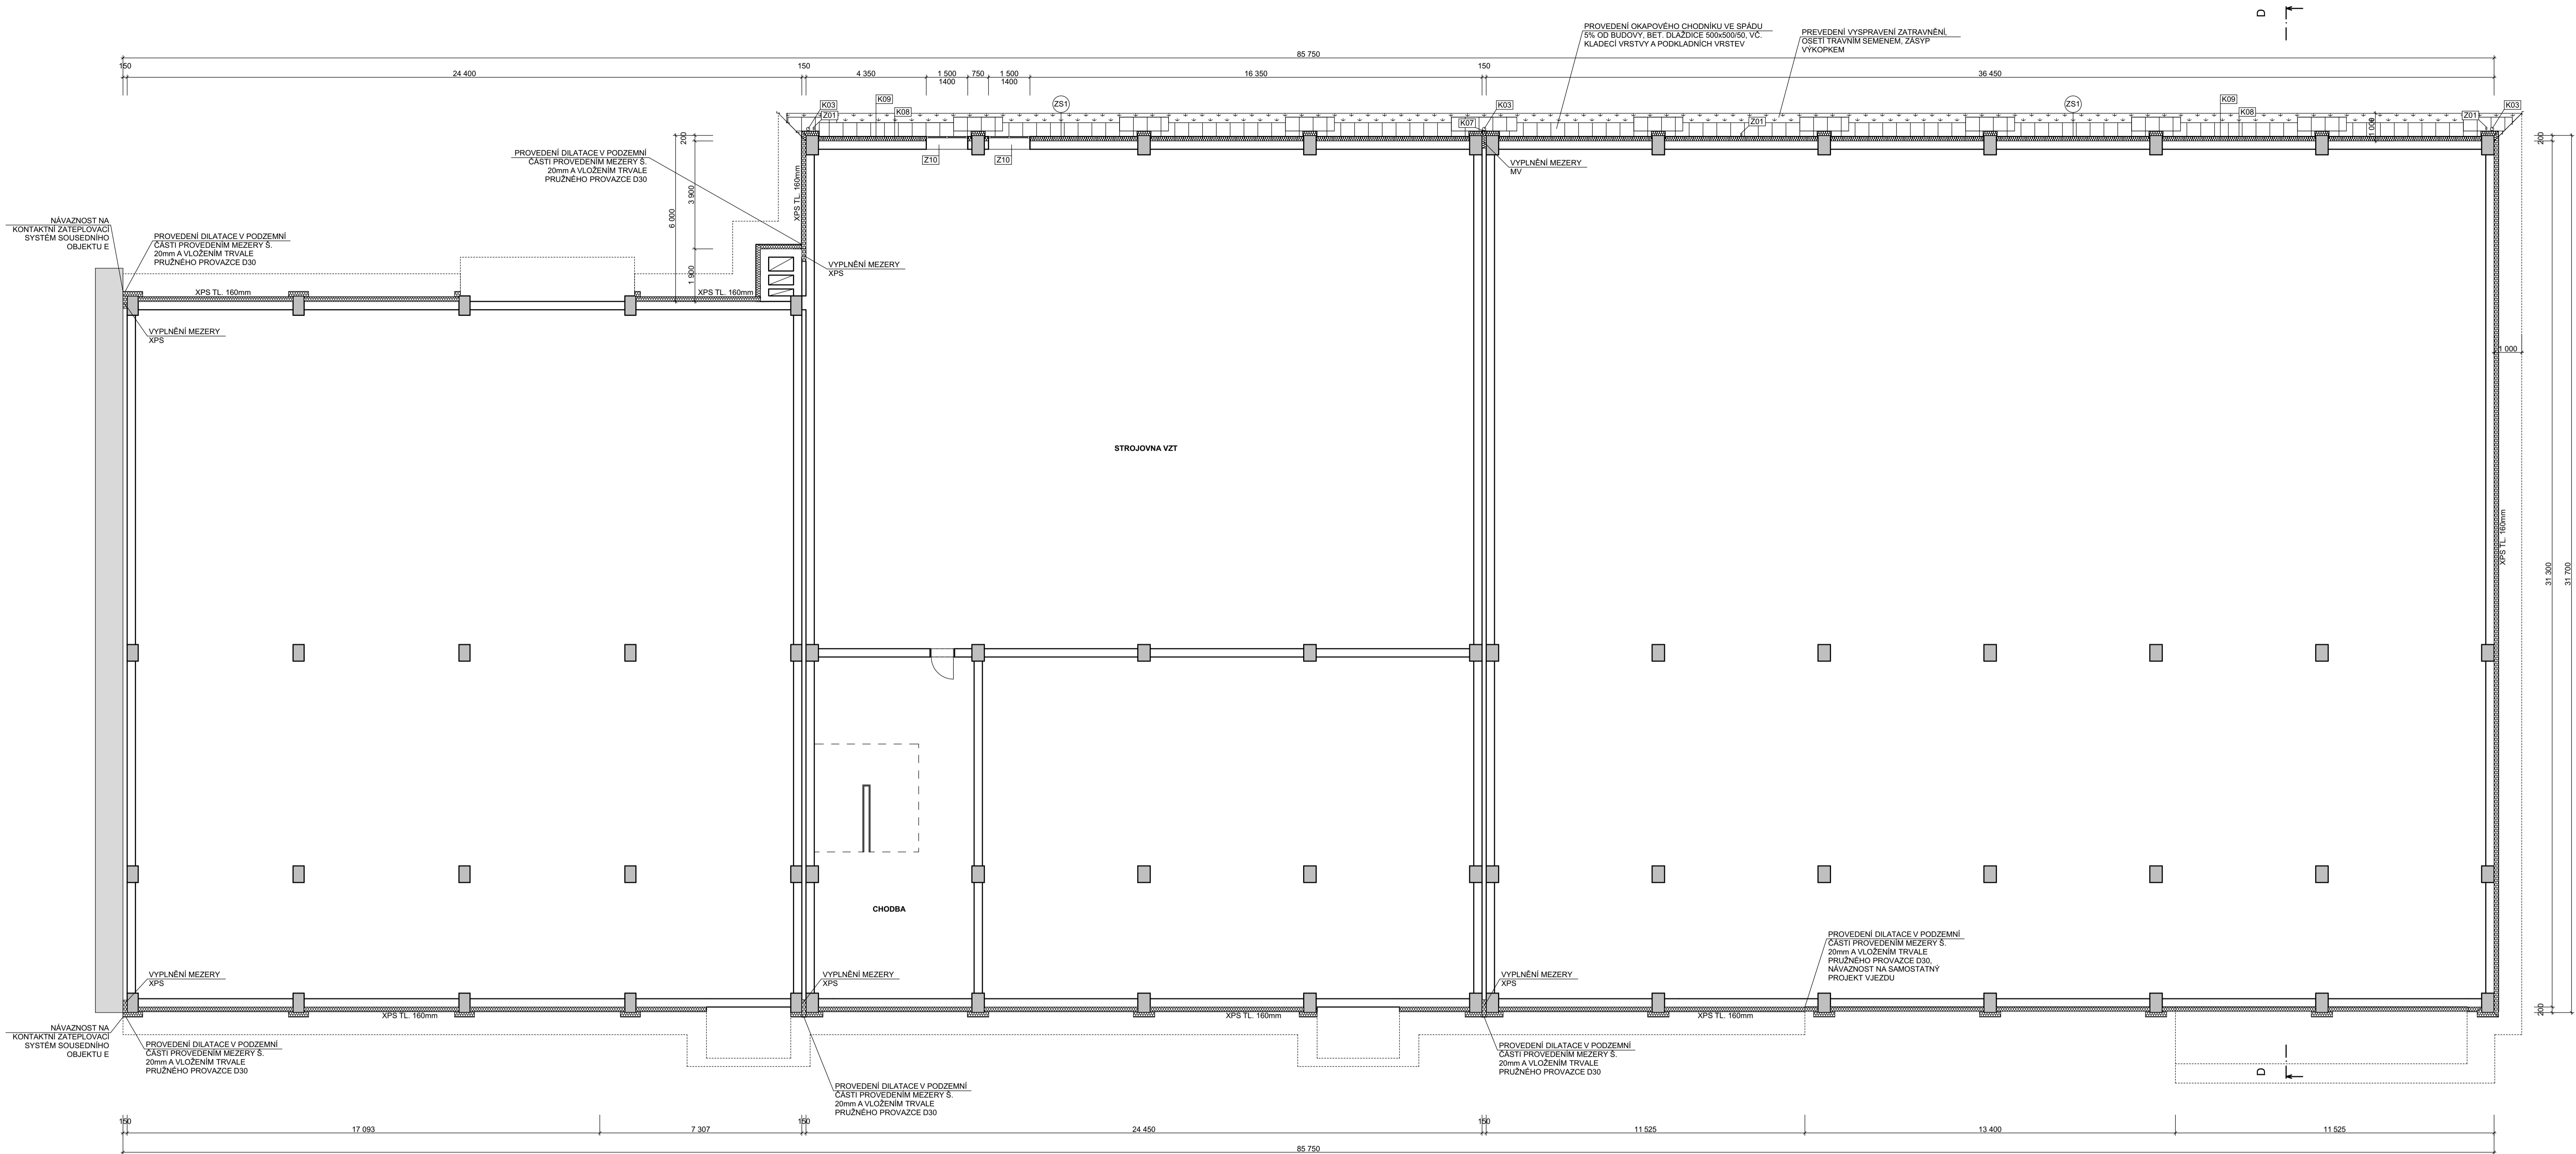 D
PROVEDENÍ OKAPOVÉHO CHODNÍKU VE SPÁDU
5% OD BUDOVY, BET. DLAŽDICE 500x500/50, VČ.
KLADECÍ VRSTVY A PODKLADNÍCH VRSTEV
PREVEDENÍ VYSPRAVENÍ ZATRAVNĚNÍ,
OSETÍ TRAVNÍM SEMENEM, ZÁSYP
VÝKOPKEM
85 750
150
24 400
150
4 350
1 500
1400
750
1 500
1400
16 350
150
36 450
K03
Z01
K09
K08
ZS1
K03
K07
Z01
ZS1
K09
K08
Z01
K03
1 000
200
200
3 900
6 000
1 900
XPS TL. 160mm
Z10
Z10
VYPLNĚNÍ MEZERY
MV
PROVEDENÍ DILATACE V PODZEMNÍ
ČÁSTI PROVEDENÍM MEZERY Š.
20mm A VLOŽENÍM TRVALE
PRUŽNÉHO PROVAZCE D30
NÁVAZNOST NA
KONTAKTNÍ ZATEPLOVACÍ
SYSTÉM SOUSEDNÍHO
OBJEKTU E
PROVEDENÍ DILATACE V PODZEMNÍ
ČÁSTI PROVEDENÍM MEZERY Š.
20mm A VLOŽENÍM TRVALE
PRUŽNÉHO PROVAZCE D30
VYPLNĚNÍ MEZERY
XPS
XPS TL. 160mm
XPS TL. 160mm
VYPLNĚNÍ MEZERY
XPS
1 000
STROJOVNA VZT
XPS TL. 160mm
31 300
31 700
CHODBA
PROVEDENÍ DILATACE V PODZEMNÍ
ČÁSTI PROVEDENÍM MEZERY Š.
20mm A VLOŽENÍM TRVALE
PRUŽNÉHO PROVAZCE D30,
NÁVAZNOST NA SAMOSTATNÝ
PROJEKT VJEZDU
VYPLNĚNÍ MEZERY
XPS
VYPLNĚNÍ MEZERY
XPS
VYPLNĚNÍ MEZERY
XPS
XPS TL. 160mm
XPS TL. 160mm
XPS TL. 160mm
200
NÁVAZNOST NA
KONTAKTNÍ ZATEPLOVACÍ
SYSTÉM SOUSEDNÍHO
OBJEKTU E
PROVEDENÍ DILATACE V PODZEMNÍ
ČÁSTI PROVEDENÍM MEZERY Š.
20mm A VLOŽENÍM TRVALE
PRUŽNÉHO PROVAZCE D30
PROVEDENÍ DILATACE V PODZEMNÍ
ČÁSTI PROVEDENÍM MEZERY Š.
20mm A VLOŽENÍM TRVALE
PRUŽNÉHO PROVAZCE D30
PROVEDENÍ DILATACE V PODZEMNÍ
ČÁSTI PROVEDENÍM MEZERY Š.
20mm A VLOŽENÍM TRVALE
PRUŽNÉHO PROVAZCE D30
D
150
17 093
7 307
150
24 450
150
11 525
13 400
11 525
85 750